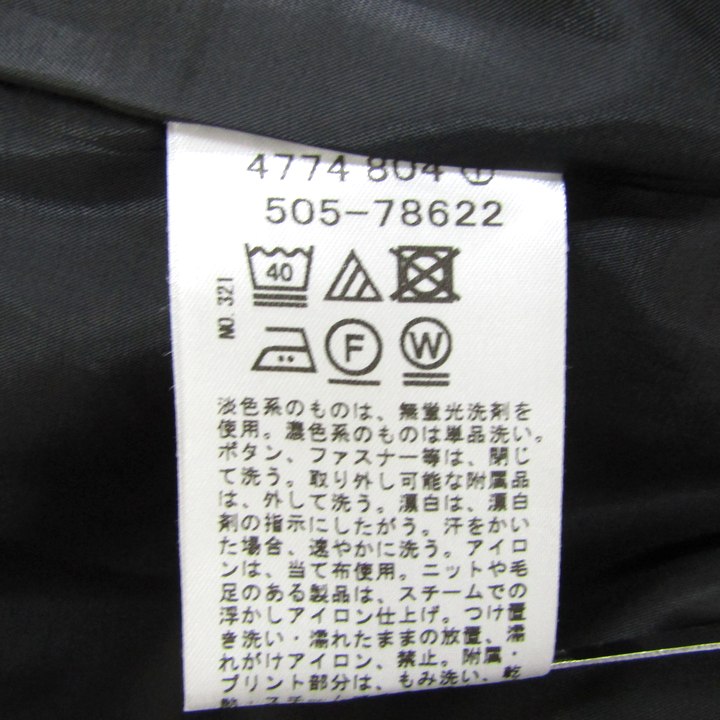 4774 804 ①
505-78622
NO. 321
40
F
W
淡色系のものは、無蛍光洗剤を
使用。濃色系のものは単品洗い。
ボタン、ファスナー等は、閉じ
て洗う。取り外し可能な附属品
は、外して洗う。漂白は、漂白
剤の指示にしたがう。汗をかい
た場合、速やかに洗う。アイロ
ンは、当て布使用。ニットや毛
足のある製品は、スチームでの
浮かしアイロン仕上げ。つけ置
き洗い・濡れたままの放置、濡
れがけアイロン、禁止。附属・
プリント部分は、もみ洗い、乾